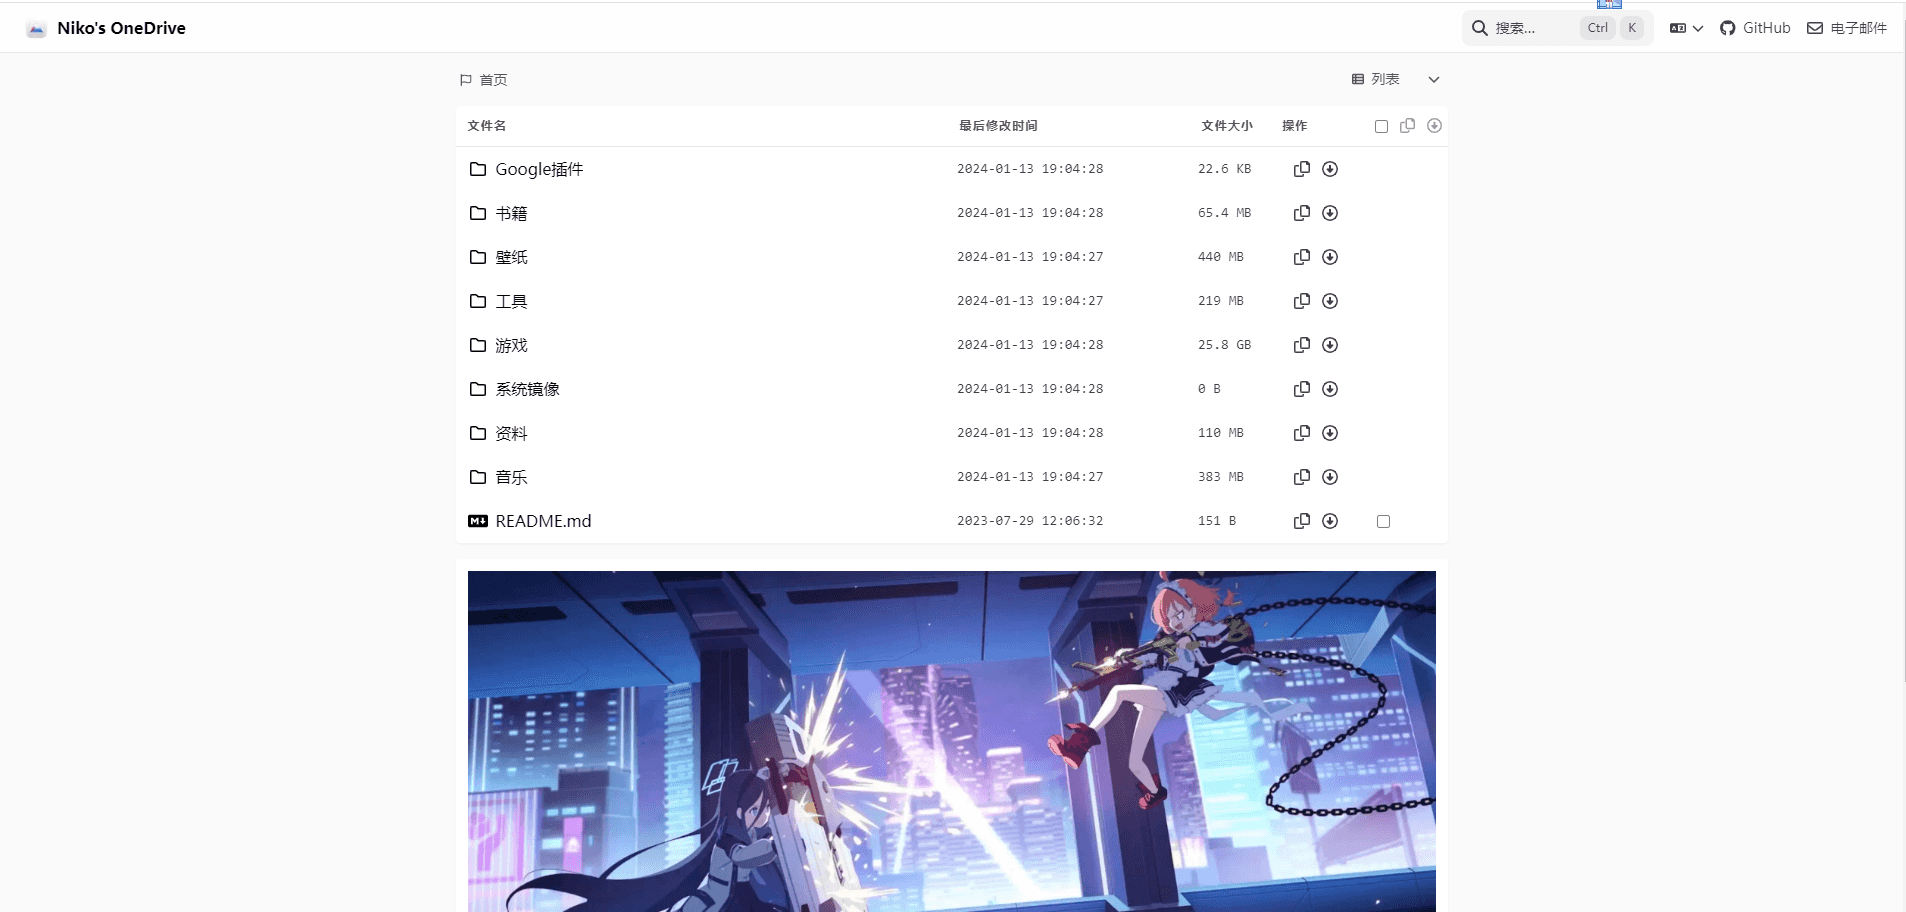 Niko's OneDrive
搜索... Ctrl K
GitHub
电子邮件
首页
列表
文件名 最后修改时间 文件大小 操作
Google插件 2024-01-13 19:04:28 22.6 KB
书籍 2024-01-13 19:04:28 65.4 MB
壁纸 2024-01-13 19:04:27 440 MB
工具 2024-01-13 19:04:27 219 MB
游戏 2024-01-13 19:04:28 25.8 GB
系统镜像 2024-01-13 19:04:28 0 B
资料 2024-01-13 19:04:28 110 MB
音乐 2024-01-13 19:04:27 383 MB
README.md 2023-07-29 12:06:32 151 B